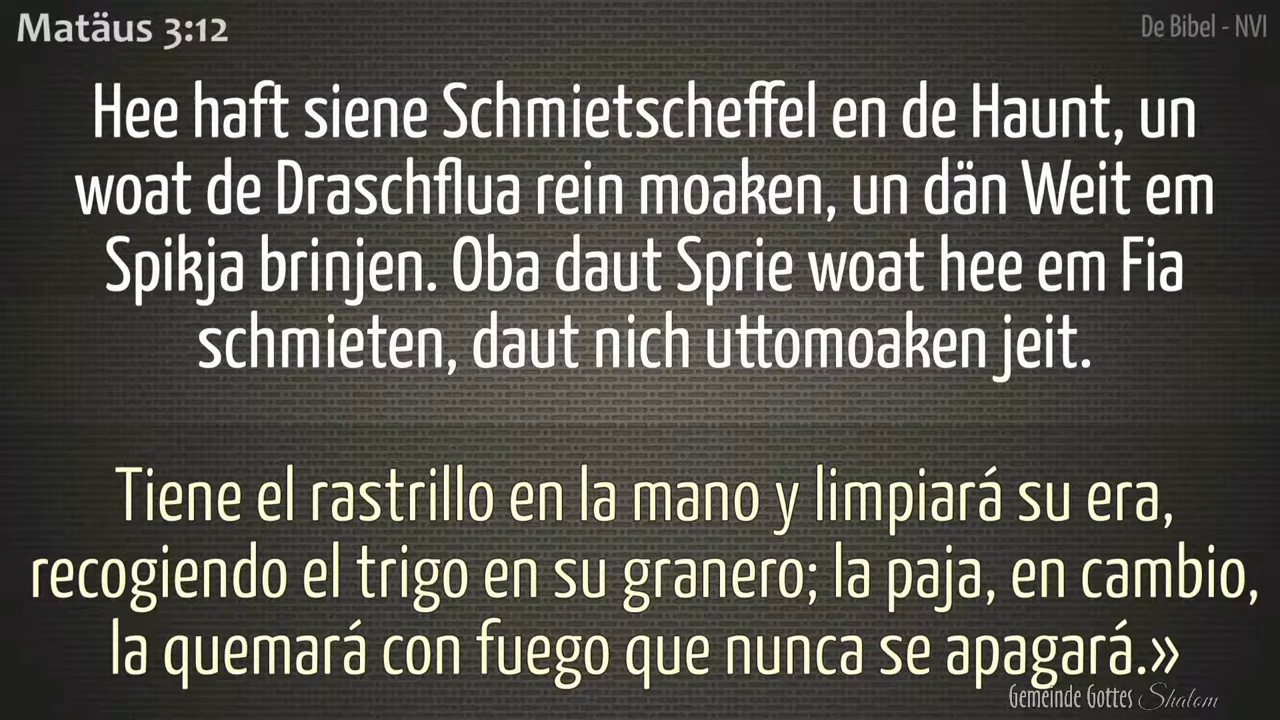 Matäus 3:12
De Bibel - NVI
Hee haft siene Schmietscheffel en de Haunt, un
woat de Draschflua rein moaken, un dän Weit em
Spikja brinjen. Oba daut Sprie woat hee em Fia
schmieten, daut nich uttomoaken jeit.
Tiene el rastrillo en la mano y limpiará su era,
recogiendo el trigo en su granero; la paja, en cambio,
la quemará con fuego que nunca se apagará.»
Gemeinde Gottes Shalom